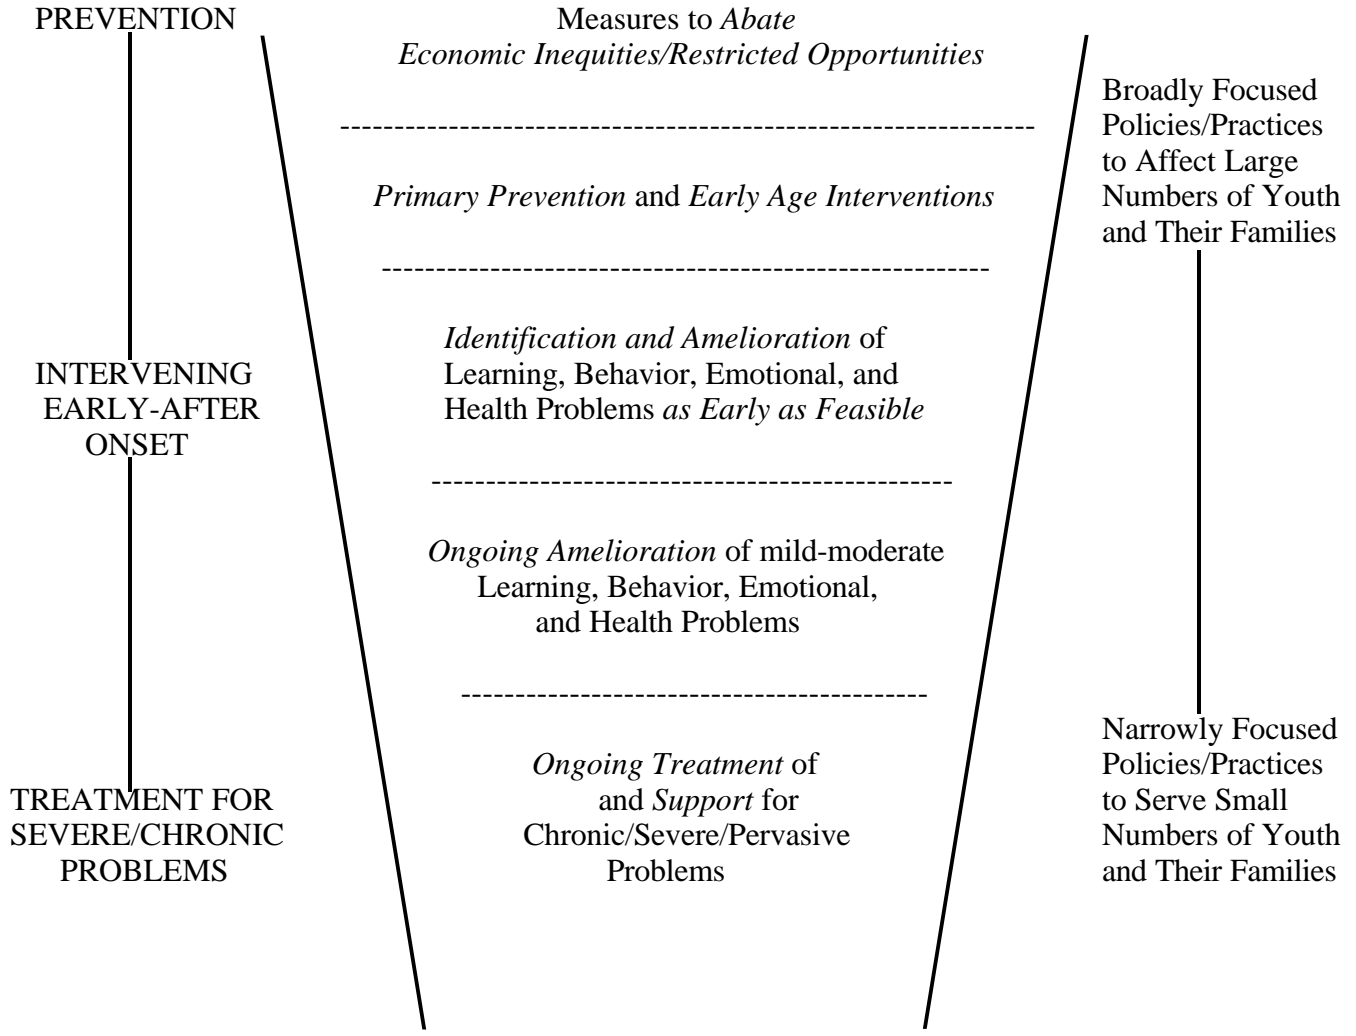 PREVENTION
Measures to Abate
Economic Inequities/Restricted Opportunities
Broadly Focused
Policies/Practices
to Affect Large
Numbers of Youth
and Their Families
Primary Prevention and Early Age Interventions
INTERVENING
EARLY-AFTER
ONSET
Identification and Amelioration of
Learning, Behavior, Emotional, and
Health Problems as Early as Feasible
Ongoing Amelioration of mild-moderate
Learning, Behavior, Emotional,
and Health Problems
TREATMENT FOR
SEVERE/CHRONIC
PROBLEMS
Ongoing Treatment of
and Support for
Chronic/Severe/Pervasive
Problems
Narrowly Focused
Policies/Practices
to Serve Small
Numbers of Youth
and Their Families